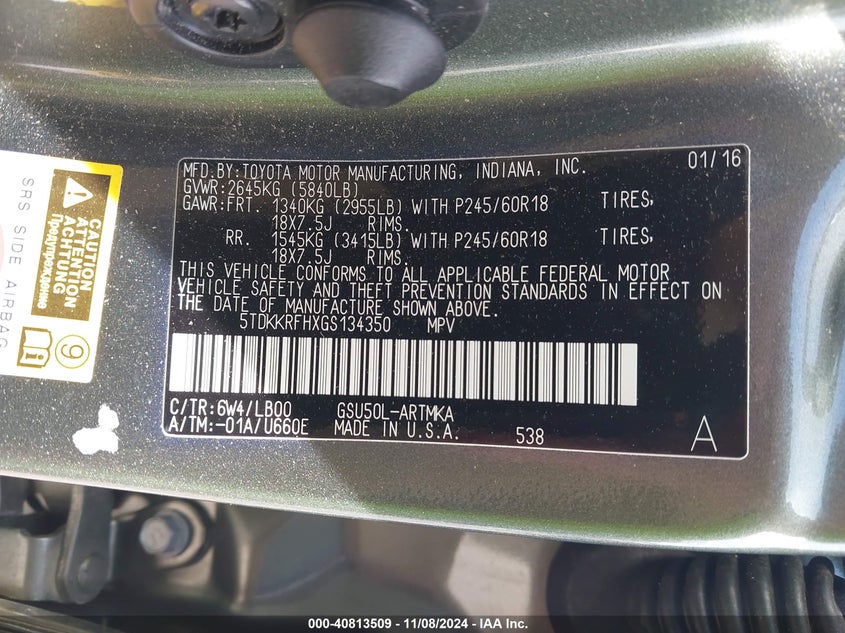 MFD.BY:TOYOTA MOTOR MANUFACTURING, INDIANA, INC. 01/16
GVWR:2645KG (5840LB)
GAWR:FRT. 1340KG (2955LB) WITH P245/60R18 TIRES,
18X7.5J RIMS.
RR. 1545KG (3415LB) WITH P245/60R18 TIRES,
18X7.5J RIMS.
THIS VEHICLE CONFORMS TO ALL APPLICABLE FEDERAL MOTOR
VEHICLE SAFETY AND THEFT PREVENTION STANDARDS IN EFFECT ON
THE DATE OF MANUFACTURE SHOWN ABOVE.
5TDKKRFHXGS134350 MPV
C/TR:6W4/LB00 GSU50L-ARTMKA
A/TM:-01A/U660E MADE IN U.S.A. 538 A
CAUTION
ATTENTION
ACHTUNG
Предупреждение
SRS SIDE AIRBAG
9
000-40813509 - 11/08/2024 - IAA Inc.